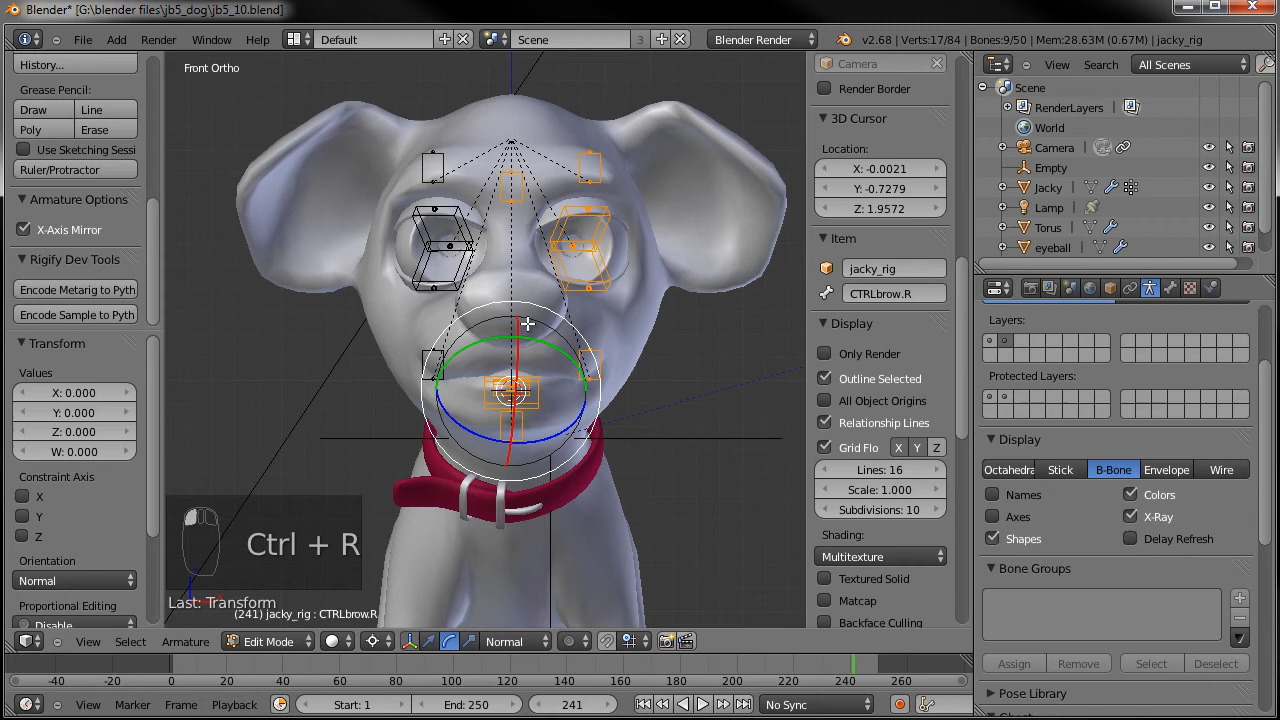 Blender* [G:\blender files\jb5_dog\jb5_10.blend]
File Add Render Window Help Default Scene 3 Blender Render v2.68 | Verts:17/84 | Bones:9/50 | Mem:28.63M (0.67M) | jacky_rig
History...
Grease Pencil:
Draw Line
Poly Erase
Use Sketching Sessi
Ruler/Protractor
Armature Options
X-Axis Mirror
Rigify Dev Tools
Encode Metarig to Pyth
Encode Sample to Pyth
Transform
Values
X: 0.000
Y: 0.000
Z: 0.000
W: 0.000
Constraint Axis
X
Y
Z
Orientation
Normal
Proportional Editing
Disable
Front Ortho
Ctrl + R
Last: Transform
(241) jacky_rig : CTRLbrow.R
View Select Armature Edit Mode Normal
Camera
Render Border
3D Cursor
Location:
X: -0.0021
Y: -0.7279
Z: 1.9572
Item
jacky_rig
CTRLbrow.R
Display
Only Render
Outline Selected
All Object Origins
Relationship Lines
Grid Flo X Y Z
Lines: 16
Scale: 1.000
Subdivisions: 10
Shading:
Multitexture
Textured Solid
Matcap
Backface Culling
View Search All Scenes
Scene
RenderLayers
World
Camera
Empty
Jacky
Lamp
Torus
eyeball
Layers:
Protected Layers:
Display
Octahedra Stick B-Bone Envelope Wire
Names Colors
Axes X-Ray
Shapes Delay Refresh
Bone Groups
Assign Remove Select Deselect
Pose Library
-40 -20 0 20 40 60 80 100 120 140 160 180 200 220 240 260
View Marker Frame Playback Start: 1 End: 250 241 No Sync